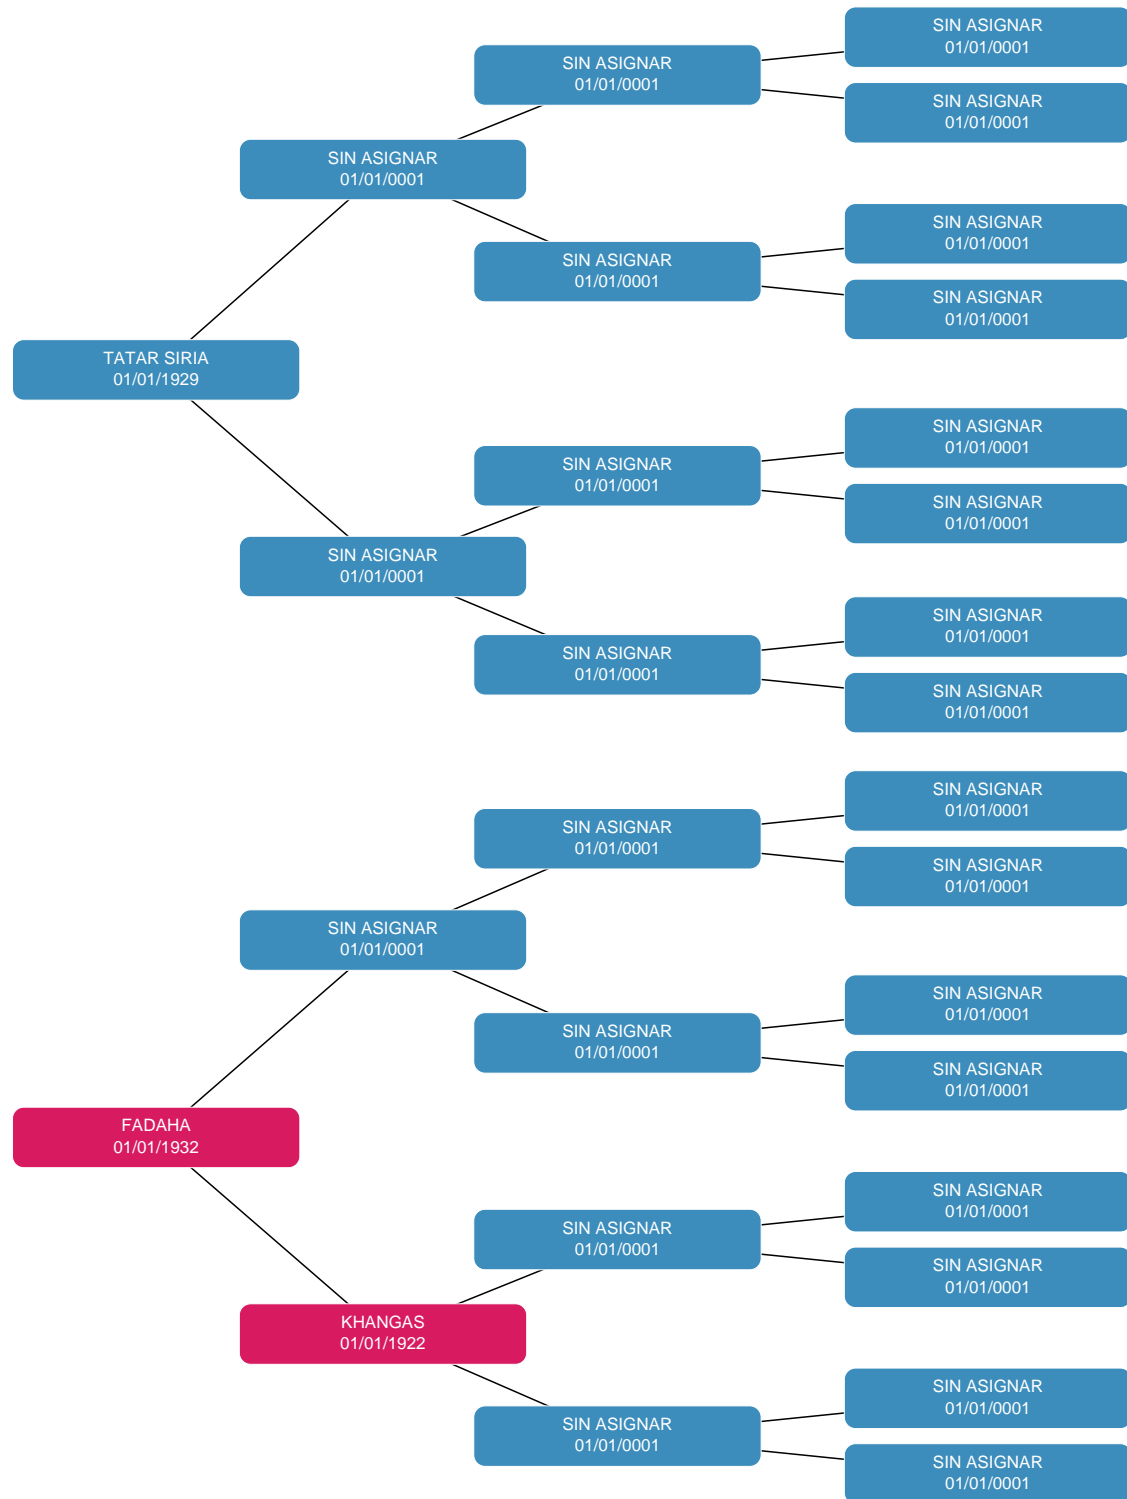 SIN ASIGNAR
01/01/0001
SIN ASIGNAR
01/01/0001
SIN ASIGNAR
01/01/0001
SIN ASIGNAR
01/01/0001
SIN ASIGNAR
01/01/0001
SIN ASIGNAR
01/01/0001
SIN ASIGNAR
01/01/0001
TATAR SIRIA
01/01/1929
SIN ASIGNAR
01/01/0001
SIN ASIGNAR
01/01/0001
SIN ASIGNAR
01/01/0001
SIN ASIGNAR
01/01/0001
SIN ASIGNAR
01/01/0001
SIN ASIGNAR
01/01/0001
SIN ASIGNAR
01/01/0001
SIN ASIGNAR
01/01/0001
SIN ASIGNAR
01/01/0001
SIN ASIGNAR
01/01/0001
SIN ASIGNAR
01/01/0001
SIN ASIGNAR
01/01/0001
SIN ASIGNAR
01/01/0001
SIN ASIGNAR
01/01/0001
FADAHA
01/01/1932
SIN ASIGNAR
01/01/0001
SIN ASIGNAR
01/01/0001
SIN ASIGNAR
01/01/0001
KHANGAS
01/01/1922
SIN ASIGNAR
01/01/0001
SIN ASIGNAR
01/01/0001
SIN ASIGNAR
01/01/0001